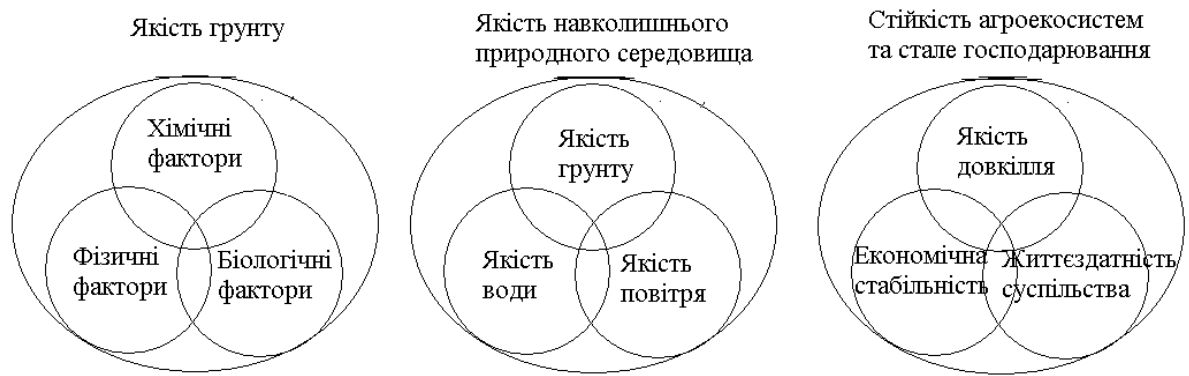 Якість грунту
Хімічні
фактори
Фізичні
фактори
Біологічні
фактори
Якість навколишнього
природного середовища
Якість
грунту
Якість
води
Якість
повітря
Стійкість агроекосистем
та стале господарювання
Якість
довкілля
Економічна
стабільність
Життєздатність
суспільства